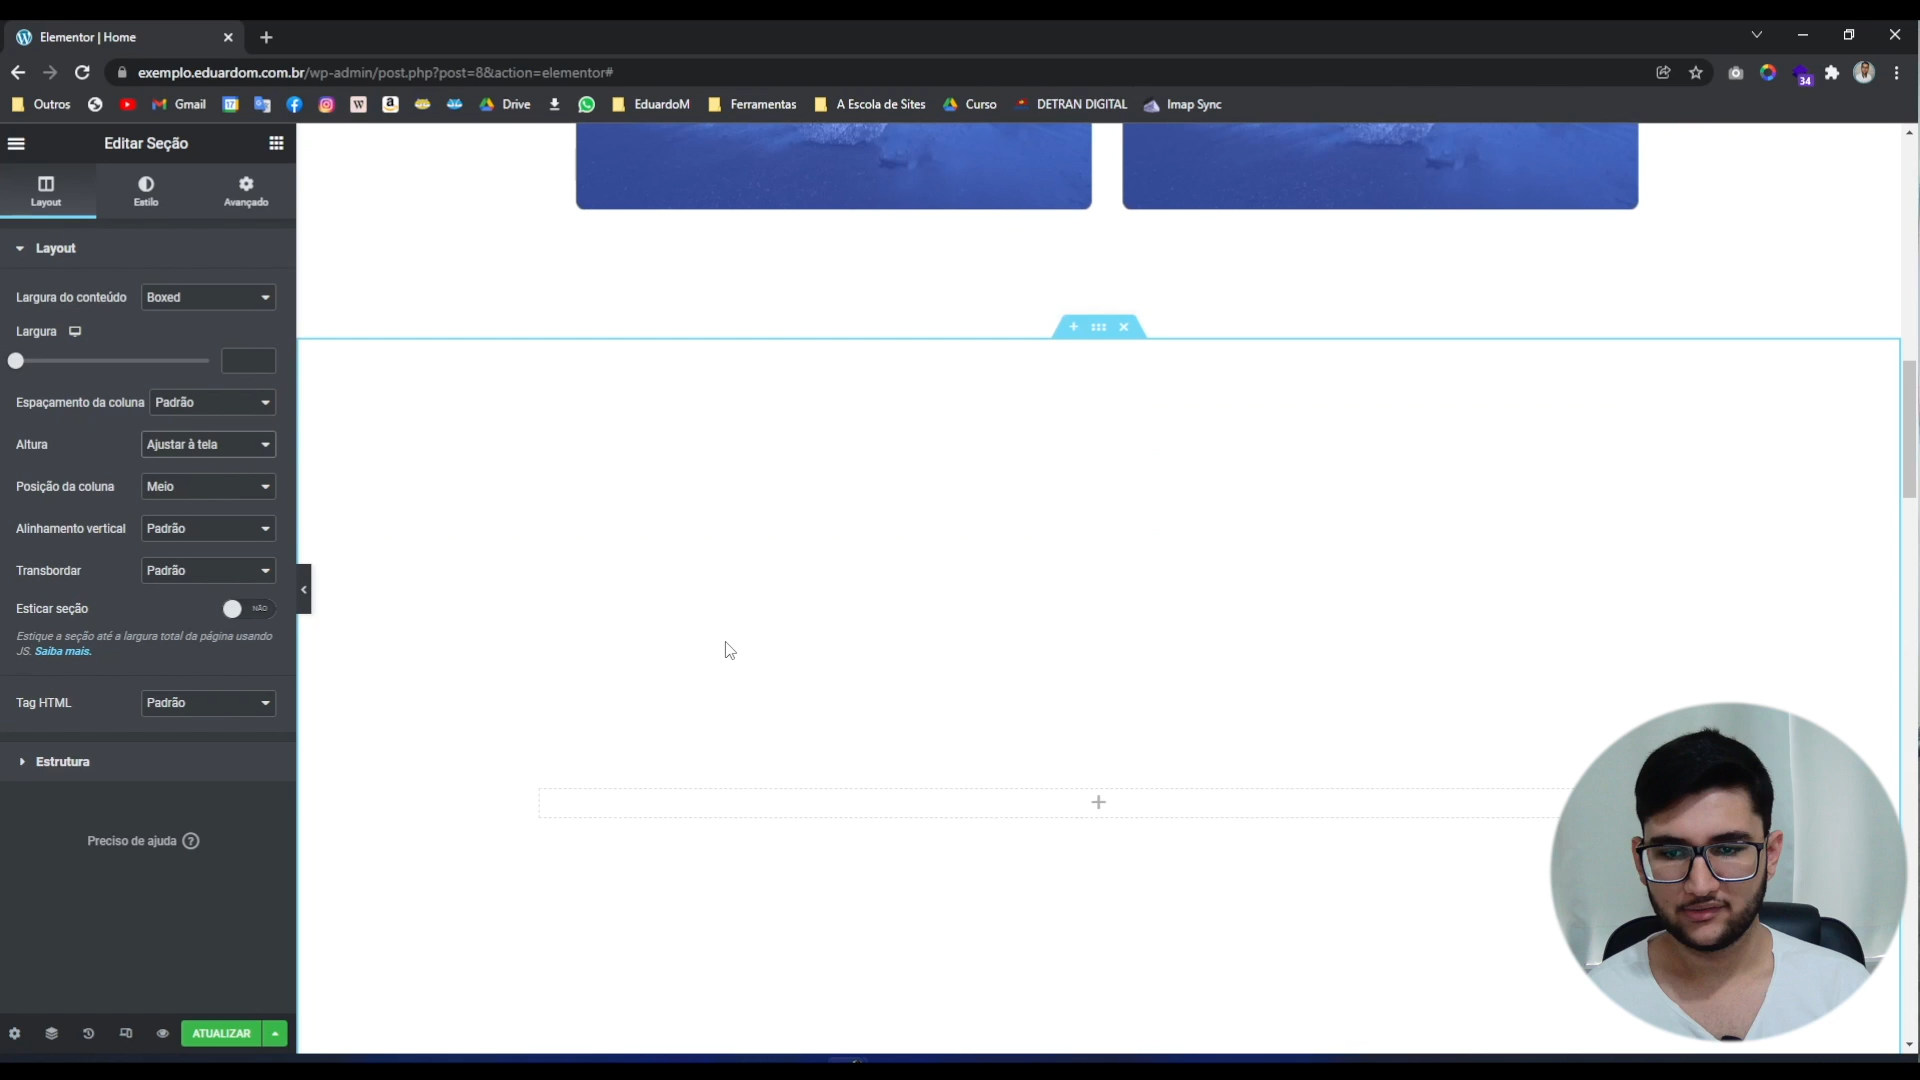 Elementor | Home
exemplo.eduardom.com.br/wp-admin/post.php?post=8&action=elementor#
34
Outros
Gmail
17
W
a
Drive
EduardoM
Ferramentas
A Escola de Sites
Curso
DETRAN DIGITAL
Imap Sync
Editar Seção
Layout
Estilo
Avançado
Layout
Largura do conteúdo
Boxed
Largura
Espaçamento da coluna
Padrão
Altura
Ajustar à tela
Posição da coluna
Meio
Alinhamento vertical
Padrão
Transbordar
Padrão
Esticar seção
NÃO
Estique a seção até a largura total da página usando
JS. Saiba mais.
Tag HTML
Padrão
Estrutura
Preciso de ajuda ?
ATUALIZAR